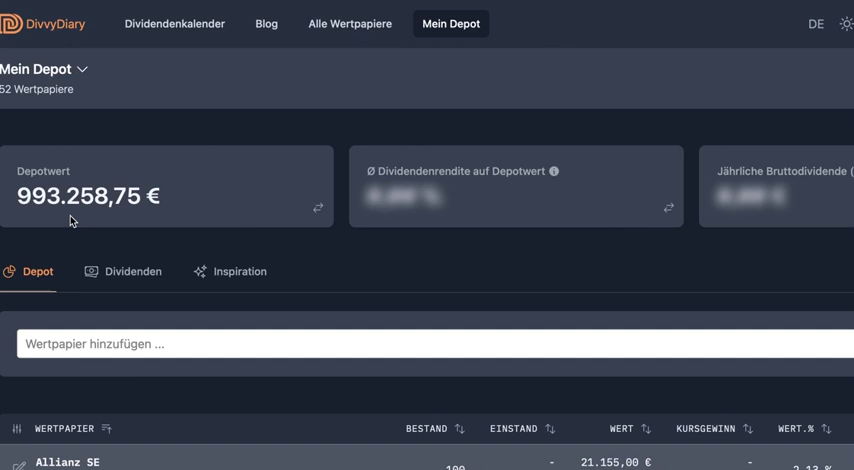 DivvyDiary Dividendenkalender Blog Alle Wertpapiere Mein Depot DE
Mein Depot
52 Wertpapiere
Depotwert Ø Dividendenrendite auf Depotwert Jährliche Bruttodividende (
993.258,75 €
Depot Dividenden Inspiration
Wertpapier hinzufügen ...
WERTPAPIER BESTAND EINSTAND WERT KURSGEWINN WERT.%
Allianz SE 100 - 21.155,00 € - 2,13 %